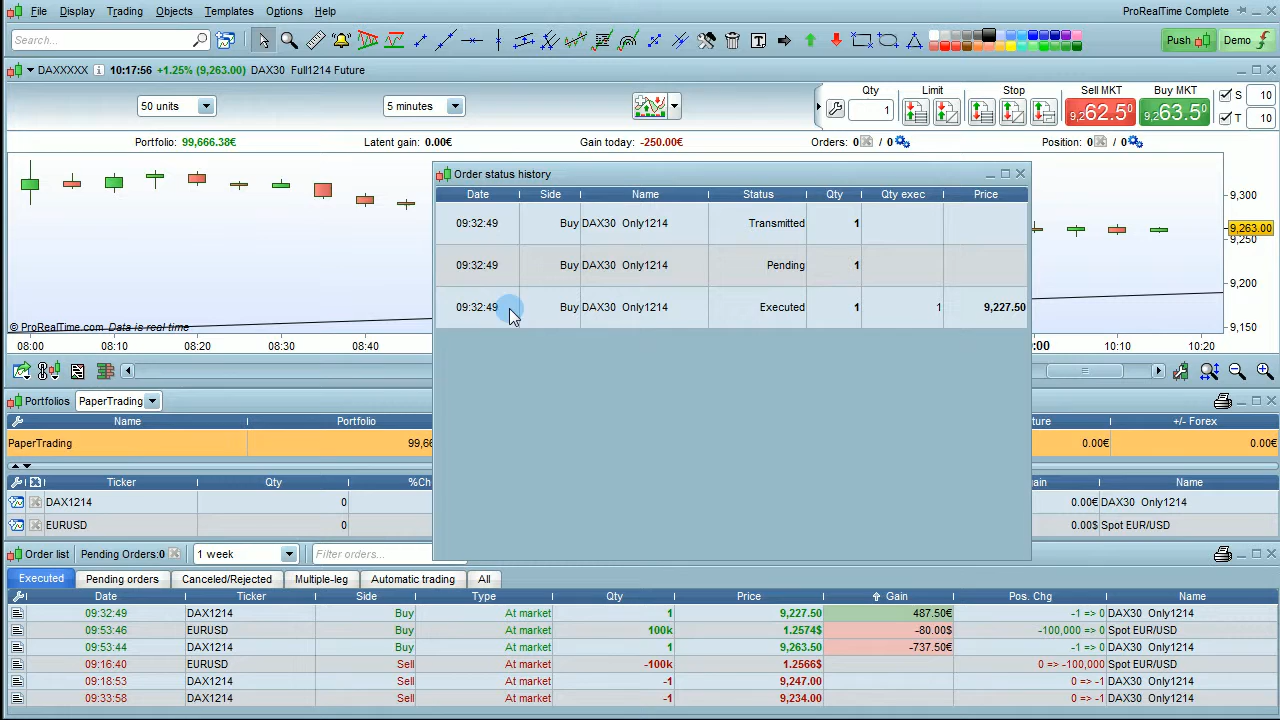 File Display Trading Objects Templates Options Help ProRealTime Complete
Search... Push Demo
DAXXXXX 10:17:56 +1.25% (9,263.00) DAX30 Full1214 Future
50 units 5 minutes Qty 1 Limit Stop Sell MKT 9,262.50 Buy MKT 9,263.50 S 10 T 10
Portfolio: 99,666.38€ Latent gain: 0.00€ Gain today: -250.00€ Orders: 0 / 0 Position: 0 / 0
Order status history
Date Side Name Status Qty Qty exec Price
09:32:49 Buy DAX30 Only1214 Transmitted 1
09:32:49 Buy DAX30 Only1214 Pending 1
09:32:49 Buy DAX30 Only1214 Executed 1 1 9,227.50
9,300
9,263.00
9,250
9,200
9,150
© ProRealTime.com Data is real time
08:00 08:10 08:20 08:30 08:40 :00 10:10 10:20
Portfolios PaperTrading
Name Portfolio ture +/- Forex
PaperTrading 99,66 0.00€ 0.00€
Ticker Qty %Ch ain Name
DAX1214 0 0.00€ DAX30 Only1214
EURUSD 0 0.00$ Spot EUR/USD
Order list Pending Orders:0 1 week Filter orders...
Executed Pending orders Canceled/Rejected Multiple-leg Automatic trading All
Date Ticker Side Type Qty Price Gain Pos. Chg Name
09:32:49 DAX1214 Buy At market 1 9,227.50 487.50€ -1 => 0 DAX30 Only1214
09:53:46 EURUSD Buy At market 100k 1.2574$ -80.00$ -100,000 => 0 Spot EUR/USD
09:53:44 DAX1214 Buy At market 1 9,263.50 -737.50€ -1 => 0 DAX30 Only1214
09:16:40 EURUSD Sell At market -100k 1.2566$ 0 => -100,000 Spot EUR/USD
09:18:53 DAX1214 Sell At market -1 9,247.00 0 => -1 DAX30 Only1214
09:33:58 DAX1214 Sell At market -1 9,234.00 0 => -1 DAX30 Only1214